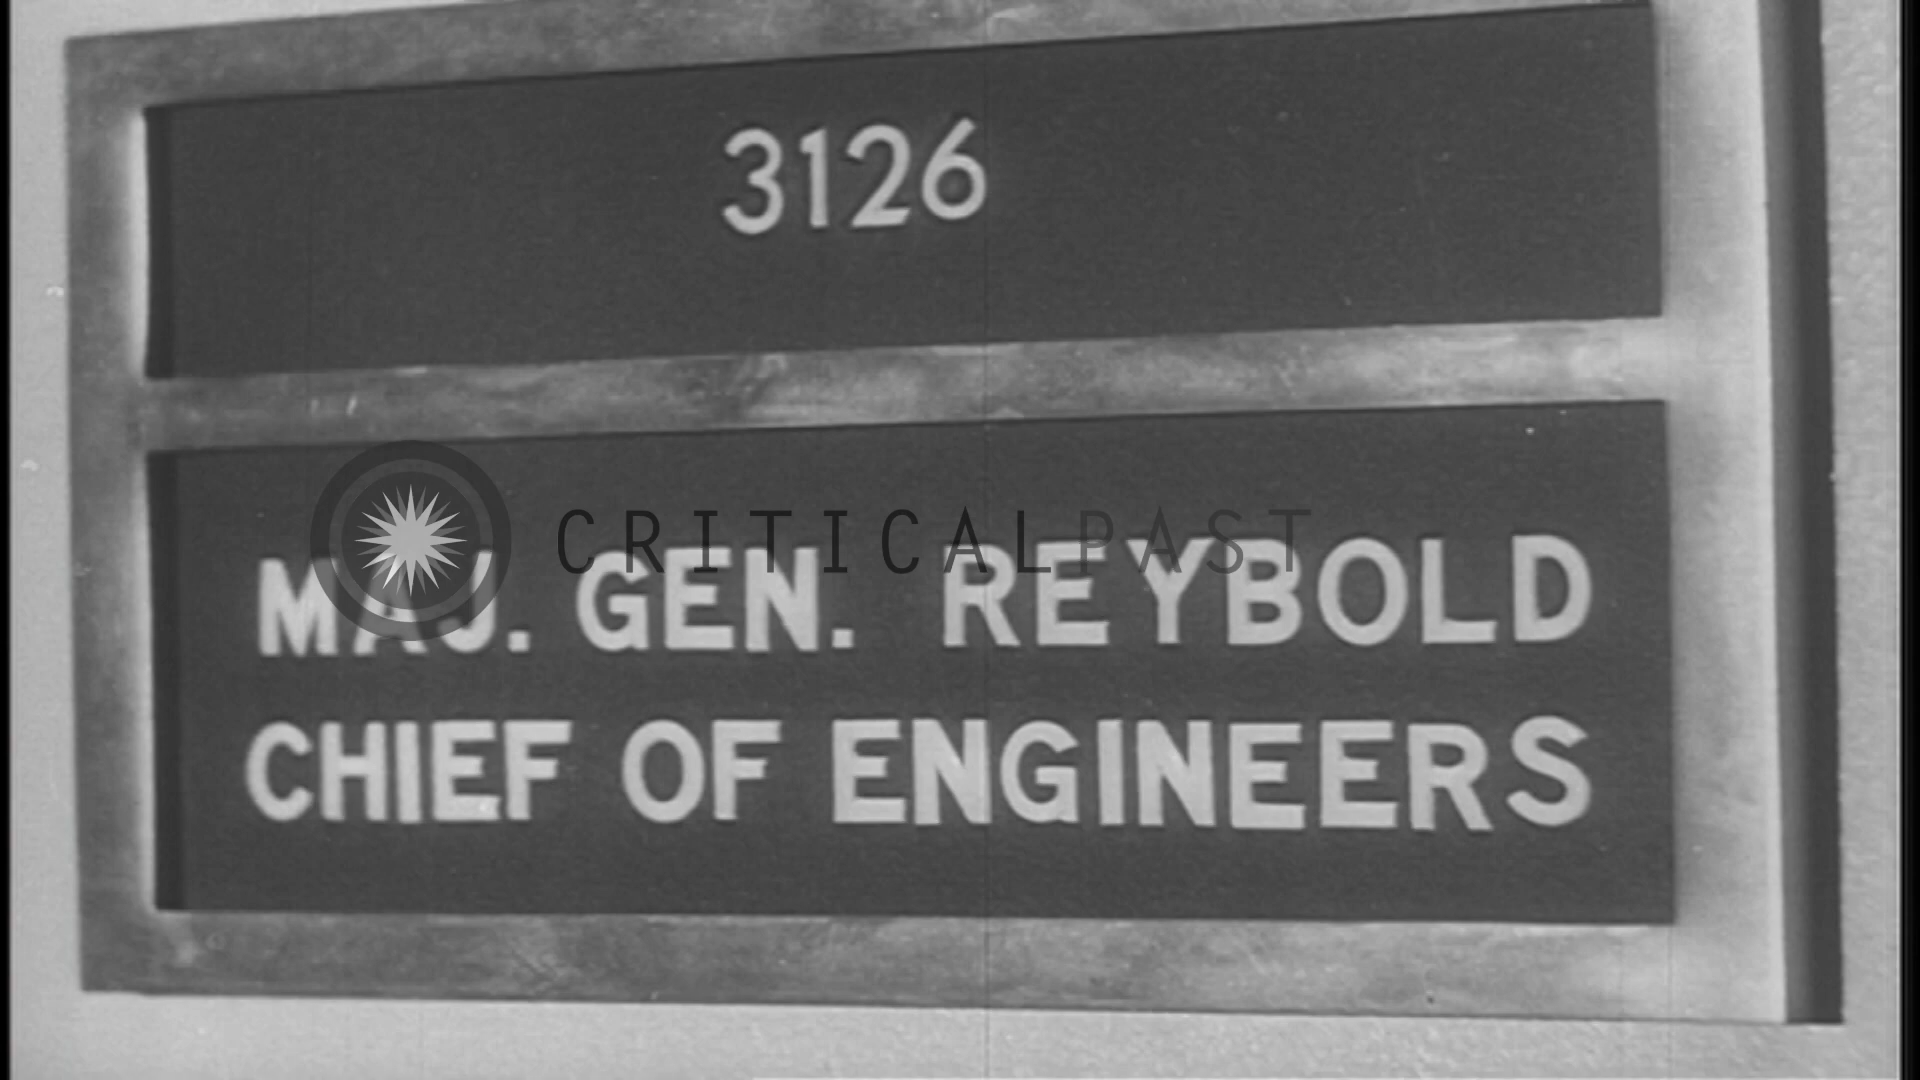 3126
CRITICALPAST
MAJ. GEN. REYBOLD
CHIEF OF ENGINEERS